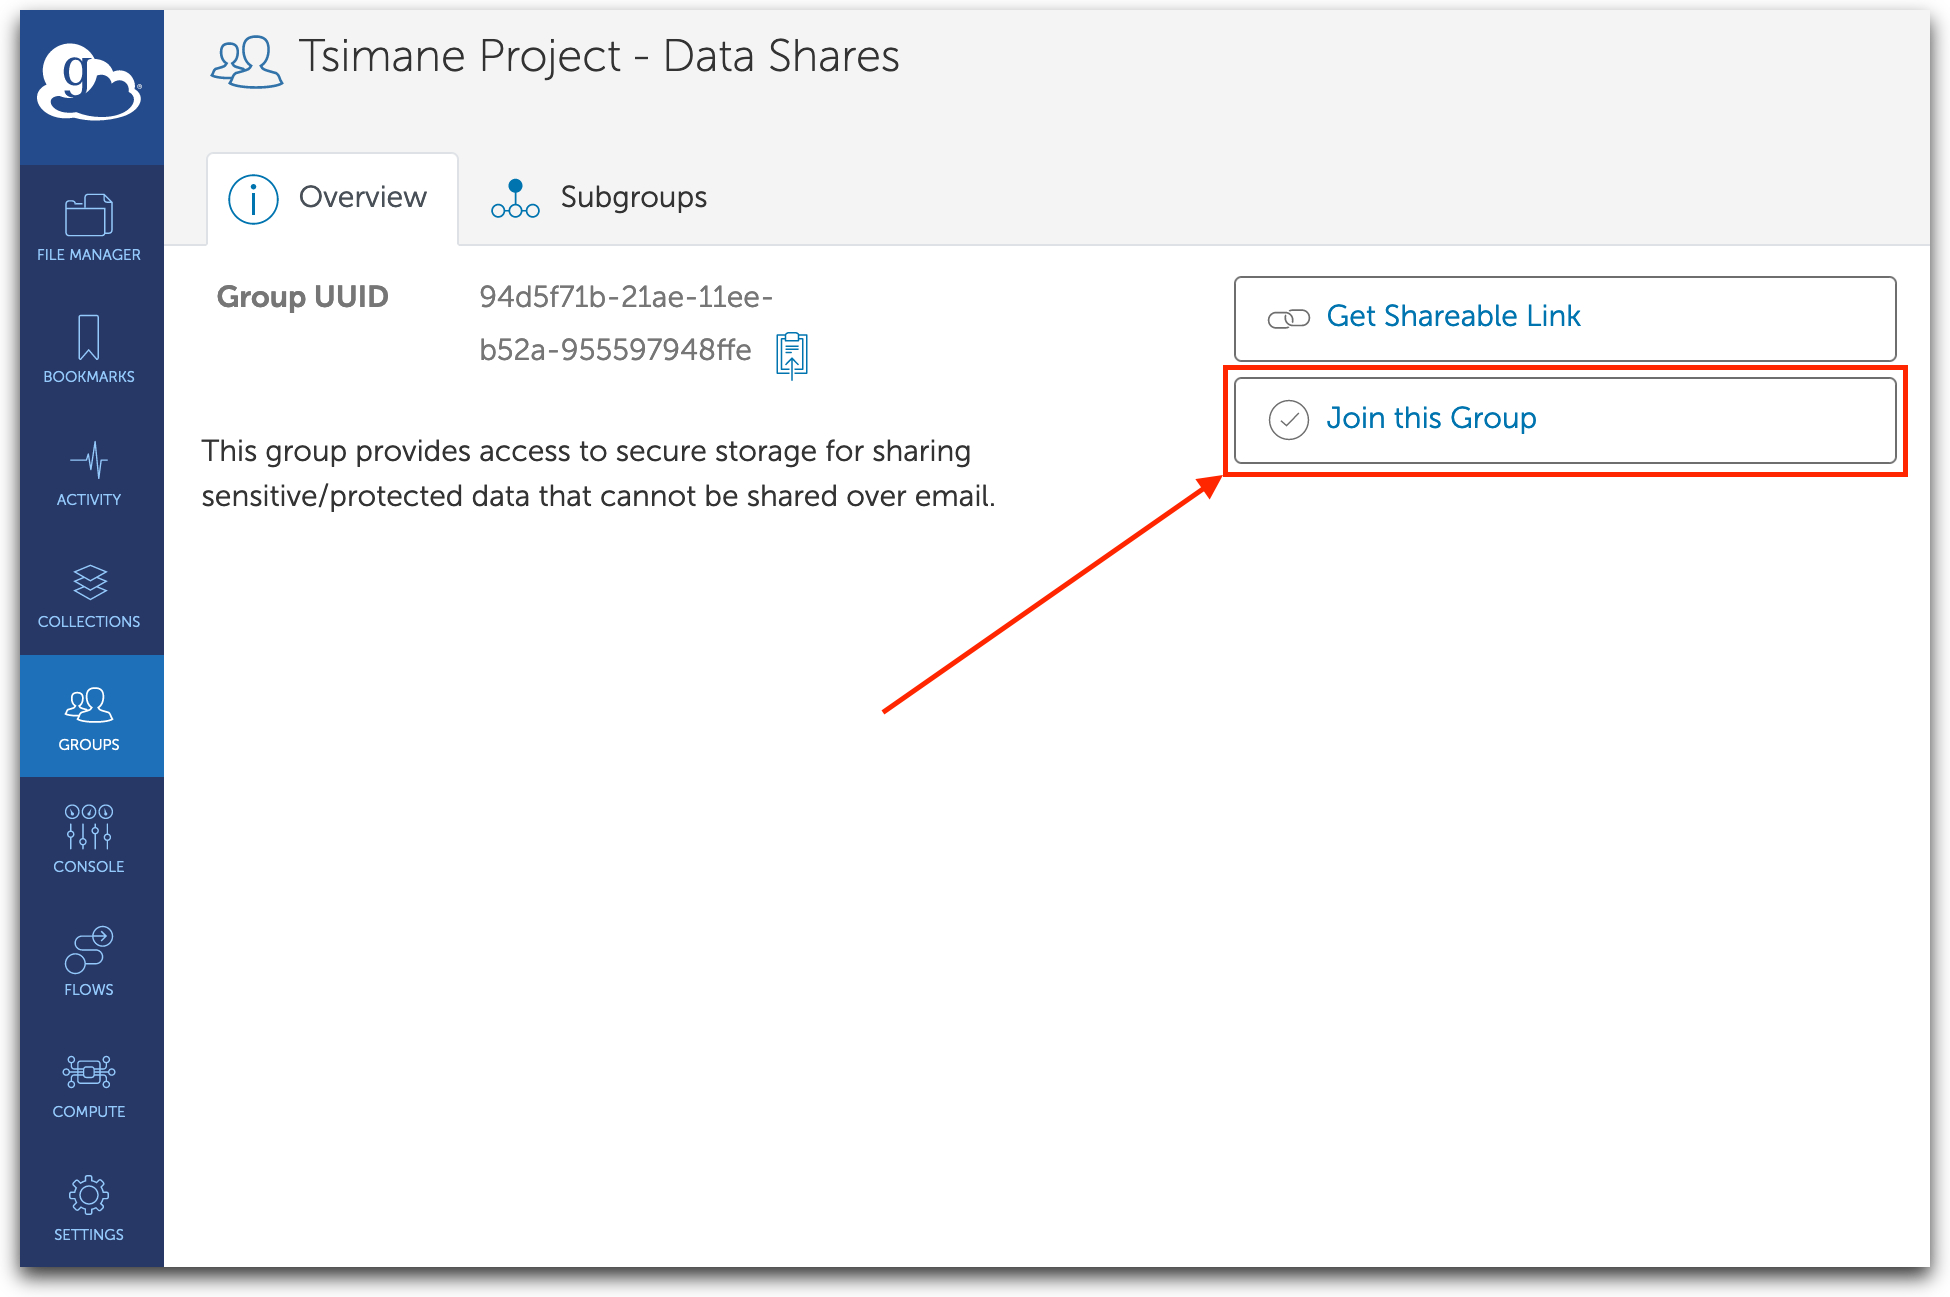 g
Tsimane Project - Data Shares
Overview
Subgroups
FILE MANAGER
BOOKMARKS
ACTIVITY
COLLECTIONS
GROUPS
CONSOLE
FLOWS
COMPUTE
SETTINGS
Group UUID
94d5f71b-21ae-11ee-
b52a-955597948ffe
This group provides access to secure storage for sharing
sensitive/protected data that cannot be shared over email.
Get Shareable Link
Join this Group